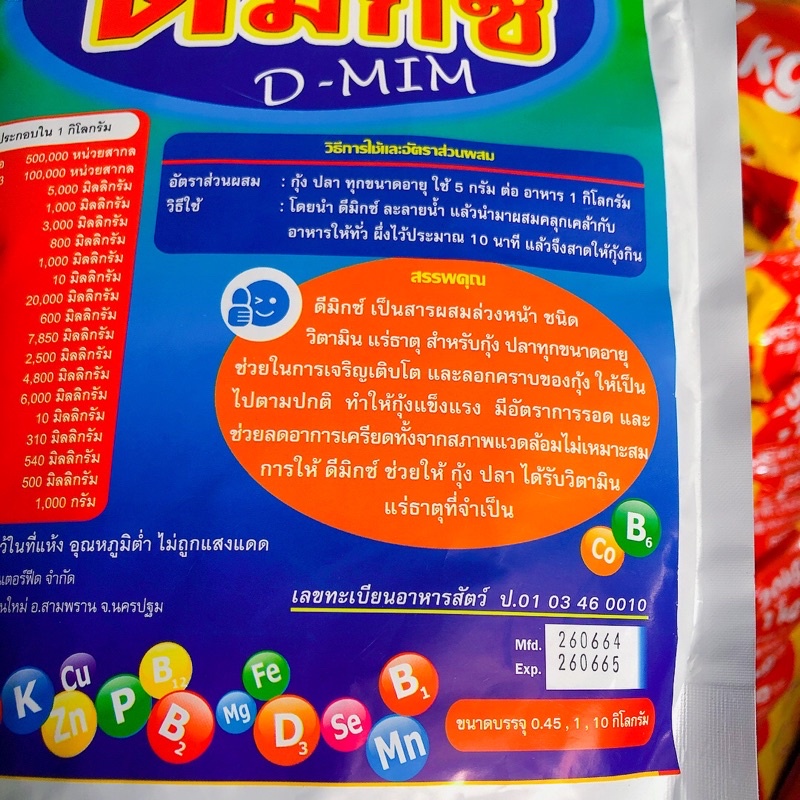 ดีมิกซ์
D-MIM
ประกอบใน 1 กิโลกรัม
500,000 หน่วยสากล
100,000 หน่วยสากล
5,000 มิลลิกรัม
1,000 มิลลิกรัม
3,000 มิลลิกรัม
800 มิลลิกรัม
1,000 มิลลิกรัม
10 มิลลิกรัม
20,000 มิลลิกรัม
600 มิลลิกรัม
7,850 มิลลิกรัม
2,500 มิลลิกรัม
4,800 มิลลิกรัม
6,000 มิลลิกรัม
10 มิลลิกรัม
310 มิลลิกรัม
540 มิลลิกรัม
500 มิลลิกรัม
1,000 กรัม
วิธีการใช้และอัตราส่วนผสม
อัตราส่วนผสม : กุ้ง ปลา ทุกขนาดอายุ ใช้ 5 กรัม ต่อ อาหาร 1 กิโลกรัม
วิธีใช้ : โดยนำ ดีมิกซ์ ละลายน้ำ แล้วนำมาผสมคลุกเคล้ากับ
อาหารให้ทั่ว ผึ่งไว้ประมาณ 10 นาที แล้วจึงสาดให้กุ้งกิน
สรรพคุณ
ดีมิกซ์ เป็นสารผสมล่วงหน้า ชนิด
วิตามิน แร่ธาตุ สำหรับกุ้ง ปลาทุกขนาดอายุ
ช่วยในการเจริญเติบโต และลอกคราบของกุ้ง ให้เป็น
ไปตามปกติ ทำให้กุ้งแข็งแรง มีอัตราการรอด และ
ช่วยลดอาการเครียดทั้งจากสภาพแวดล้อมไม่เหมาะสม
การให้ ดีมิกซ์ ช่วยให้ กุ้ง ปลา ได้รับวิตามิน
แร่ธาตุที่จำเป็น
Co B6
ว้ในที่แห้ง อุณหภูมิต่ำ ไม่ถูกแสงแดด
นเตอร์ฟีด จำกัด
นใหม่ อ.สามพราน จ.นครปฐม
เลขทะเบียนอาหารสัตว์ ป.01 03 46 0010
Mfd. 260664
Exp. 260665
K Cu Zn P B12 B2 Mg Fe D3 Se B1 Mn
ขนาดบรรจุ 0.45 , 1 , 10 กิโลกรัม
kg